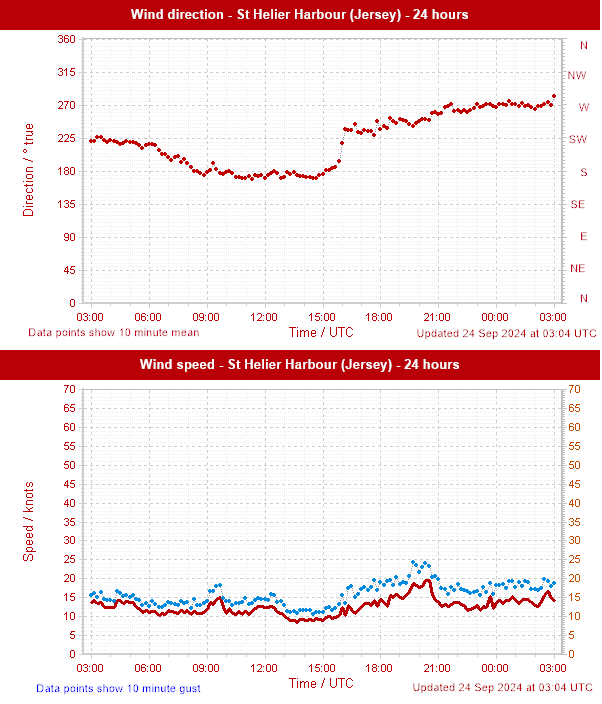 Wind direction - St Helier Harbour (Jersey) - 24 hours
360
315
270
225
180
135
90
45
0
Direction / ° true
N
NW
W
SW
S
SE
E
NE
N
03:00 06:00 09:00 12:00 15:00 18:00 21:00 00:00 03:00
Data points show 10 minute mean
Time / UTC
Updated 24 Sep 2024 at 03:04 UTC
Wind speed - St Helier Harbour (Jersey) - 24 hours
70 70
65 65
60 60
55 55
50 50
45 45
40 40
35 35
30 30
25 25
20 20
15 15
10 10
5 5
0 0
Speed / knots
03:00 06:00 09:00 12:00 15:00 18:00 21:00 00:00 03:00
Data points show 10 minute gust
Time / UTC
Updated 24 Sep 2024 at 03:04 UTC